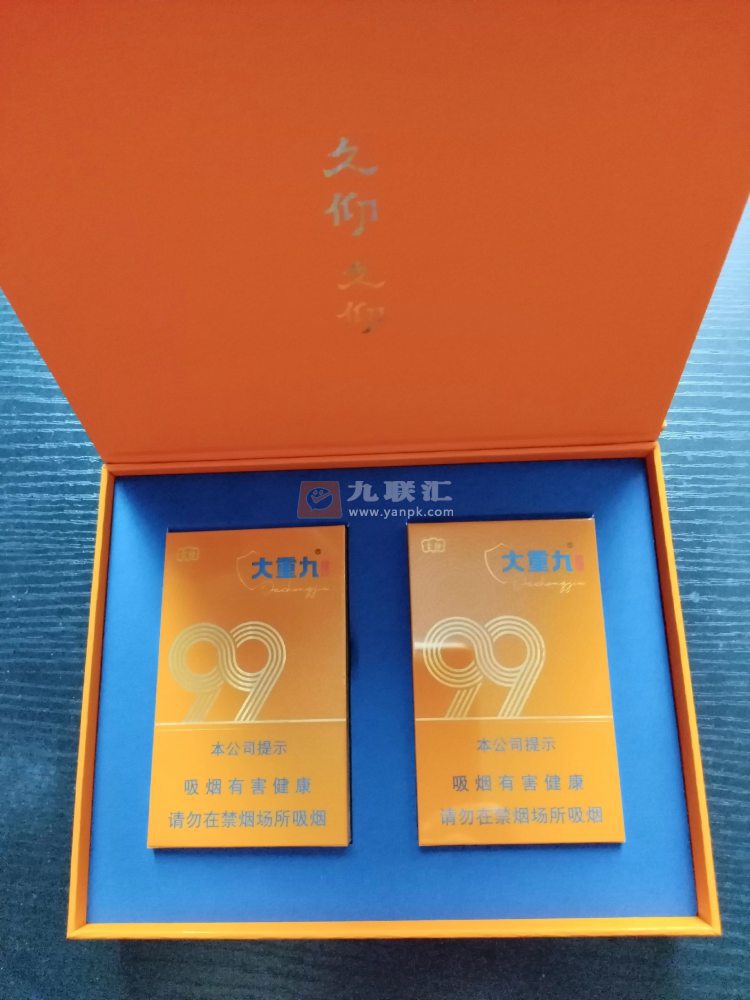 久仰
久仰
九联汇
www.yanpk.com
大重九
Dachongjiu
99
本公司提示
吸烟有害健康
请勿在禁烟场所吸烟
大重九
Dachongjiu
99
本公司提示
吸烟有害健康
请勿在禁烟场所吸烟